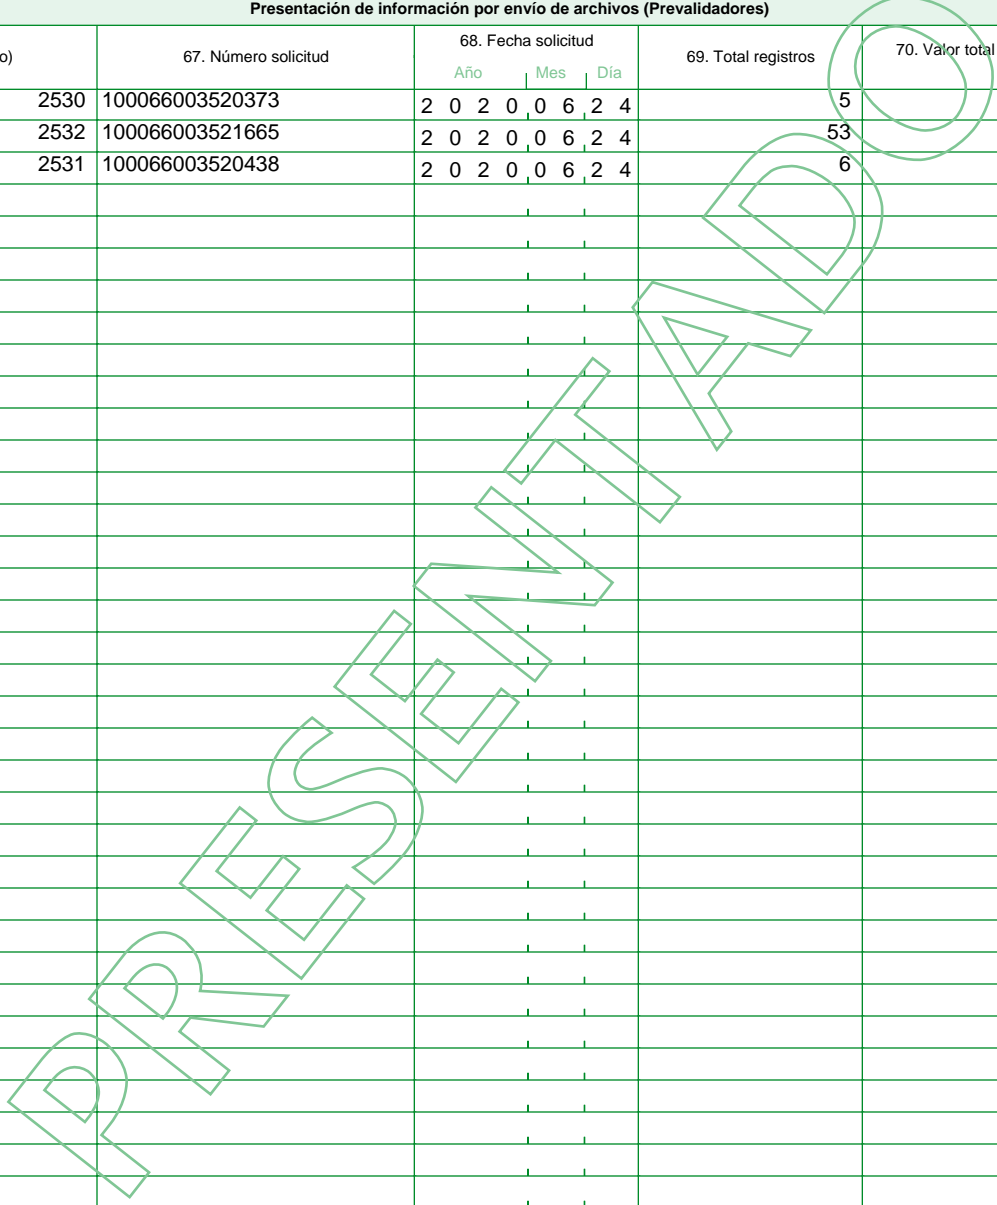 Presentación de información por envío de archivos (Prevalidadores)
o) 67. Número solicitud 68. Fecha solicitud 69. Total registros 70. Valor total
Año Mes Día
2530 100066003520373 2 0 2 0 0 6 2 4 5
2532 100066003521665 2 0 2 0 0 6 2 4 53
2531 100066003520438 2 0 2 0 0 6 2 4 6
PRESENTADO